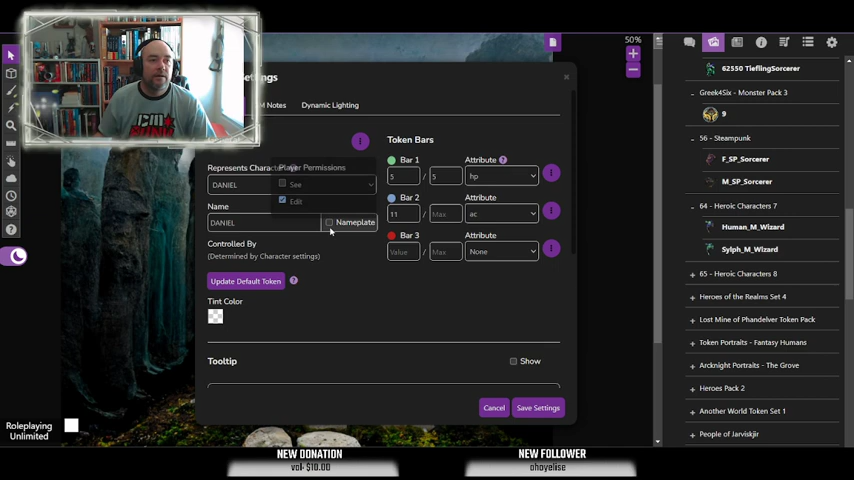 50%
Settings
M Notes
Dynamic Lighting
Token Bars
Represents Character
Player Permissions
DANIEL
See
Edit
Name
DANIEL
Nameplate
Controlled By
(Determined by Character settings)
Update Default Token
?
Tint Color
Bar 1
Attribute
?
5 / 5
hp
Bar 2
Attribute
11 / Max
ac
Bar 3
Attribute
Value / Max
None
Tooltip
Show
Cancel
Save Settings
62550 TieflingSorcerer
Greek4Six - Monster Pack 3
9
56 - Steampunk
F_SP_Sorcerer
M_SP_Sorcerer
64 - Heroic Characters 7
Human_M_Wizard
Sylph_M_Wizard
65 - Heroic Characters 8
Heroes of the Realms Set 4
Lost Mine of Phandelver Token Pack
Token Portraits - Fantasy Humans
Arcknight Portraits - The Grove
Heroes Pack 2
Another World Token Set 1
People of Jarviskjir
Roleplaying
Unlimited
NEW DONATION
vol- $10.00
NEW FOLLOWER
ohoyelise